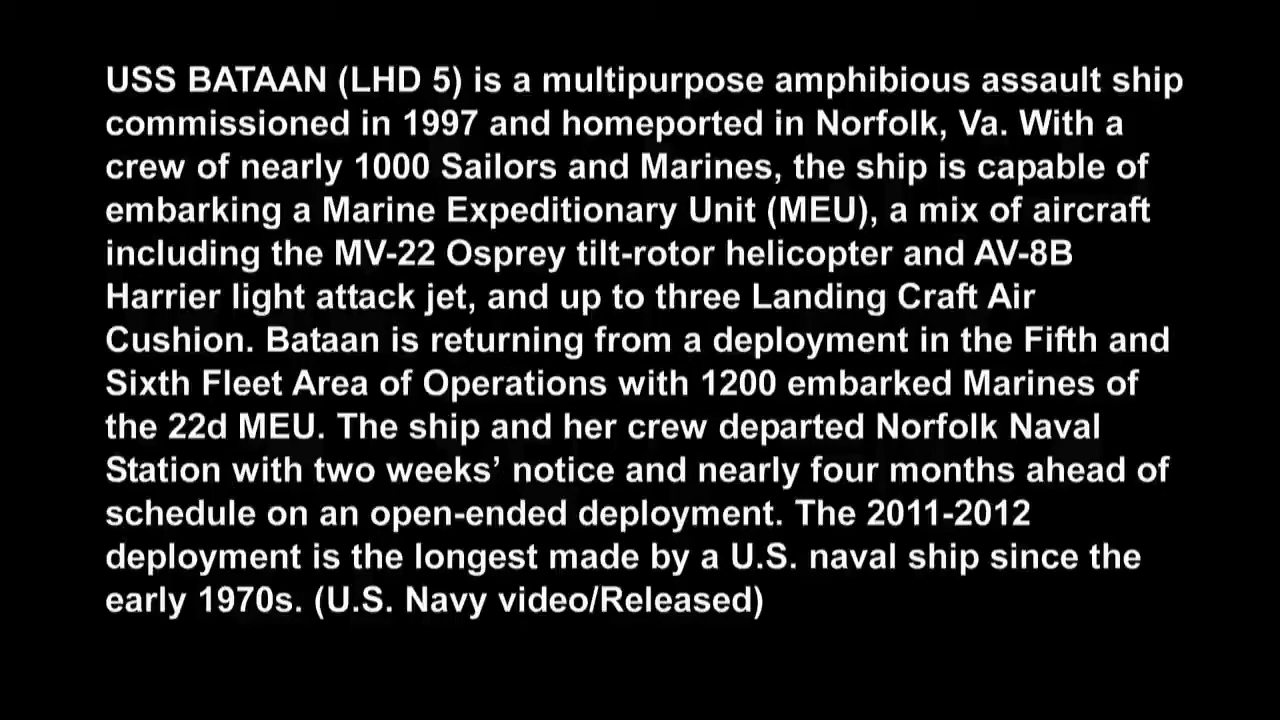 USS BATAAN (LHD 5) is a multipurpose amphibious assault ship
commissioned in 1997 and homeported in Norfolk, Va. With a
crew of nearly 1000 Sailors and Marines, the ship is capable of
embarking a Marine Expeditionary Unit (MEU), a mix of aircraft
including the MV-22 Osprey tilt-rotor helicopter and AV-8B
Harrier light attack jet, and up to three Landing Craft Air
Cushion. Bataan is returning from a deployment in the Fifth and
Sixth Fleet Area of Operations with 1200 embarked Marines of
the 22d MEU. The ship and her crew departed Norfolk Naval
Station with two weeks’ notice and nearly four months ahead of
schedule on an open-ended deployment. The 2011-2012
deployment is the longest made by a U.S. naval ship since the
early 1970s. (U.S. Navy video/Released)